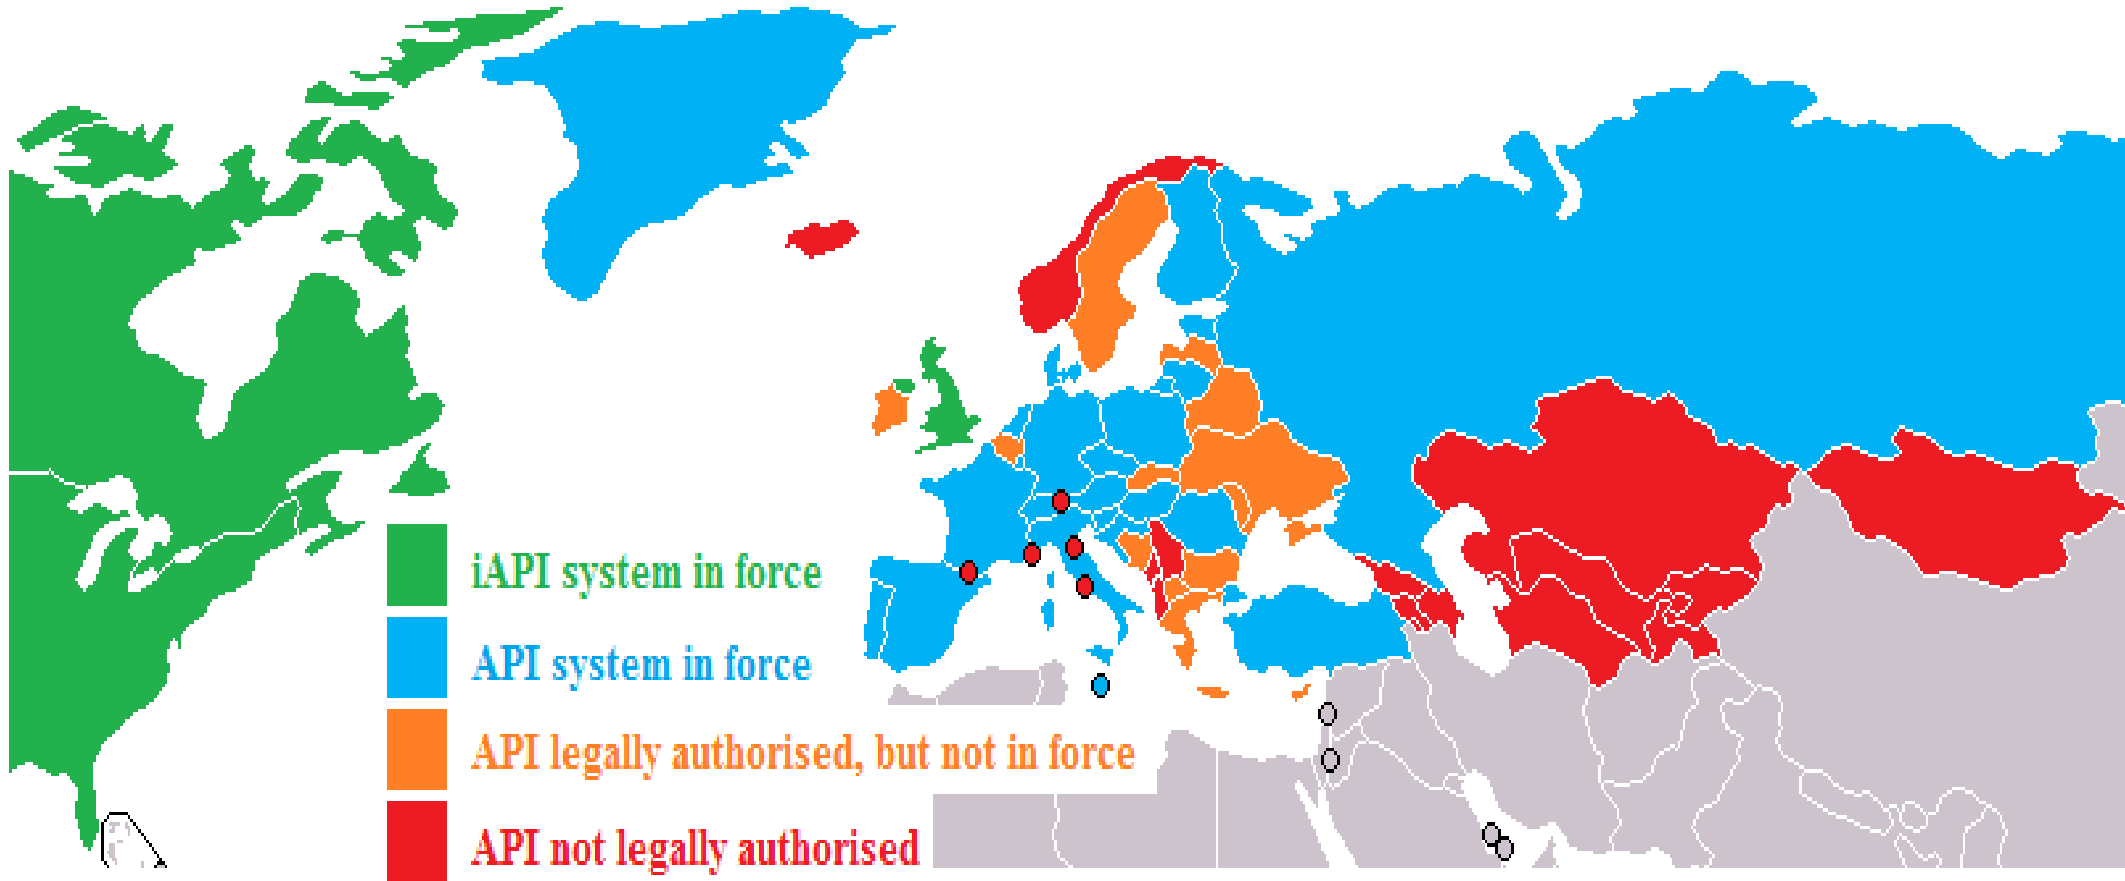 iAPI system in force
API system in force
API legally authorised, but not in force
API not legally authorised